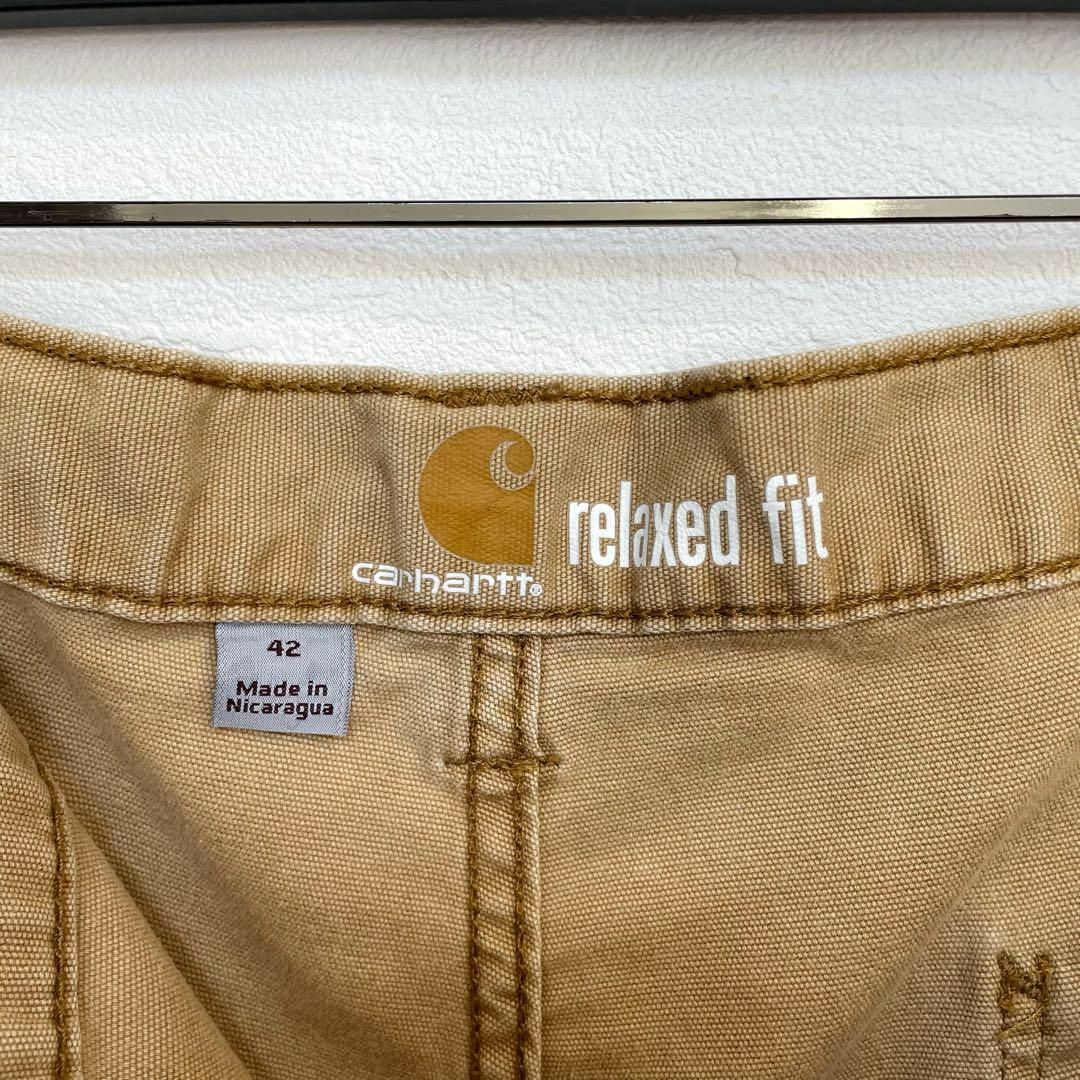 relaxed fit
carhartt®
42
Made in
Nicaragua